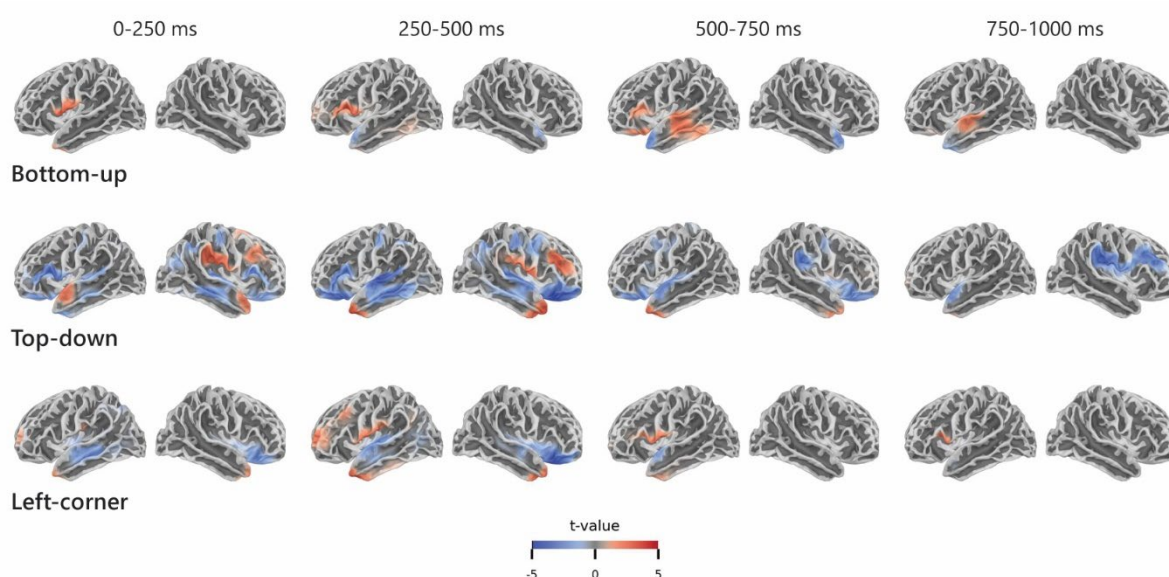 0-250 ms 250-500 ms 500-750 ms 750-1000 ms
Bottom-up
Top-down
Left-corner
t-value
-5 0 5